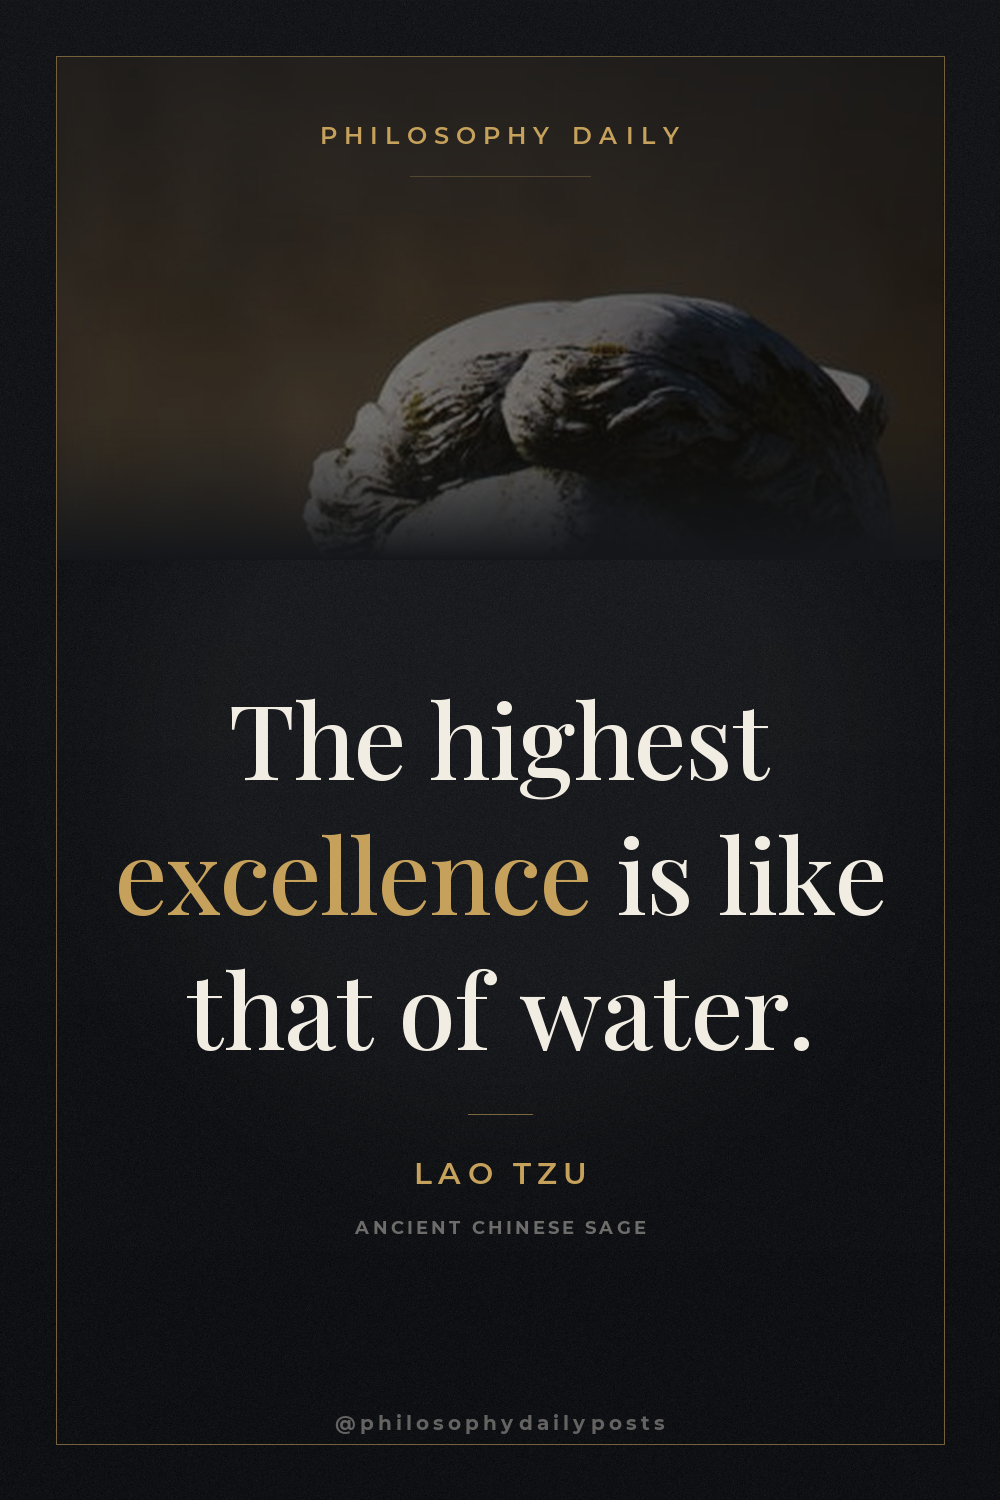 PHILOSOPHY DAILY
The highest
excellence is like
that of water.
LAO TZU
ANCIENT CHINESE SAGE
@philosophydailyposts